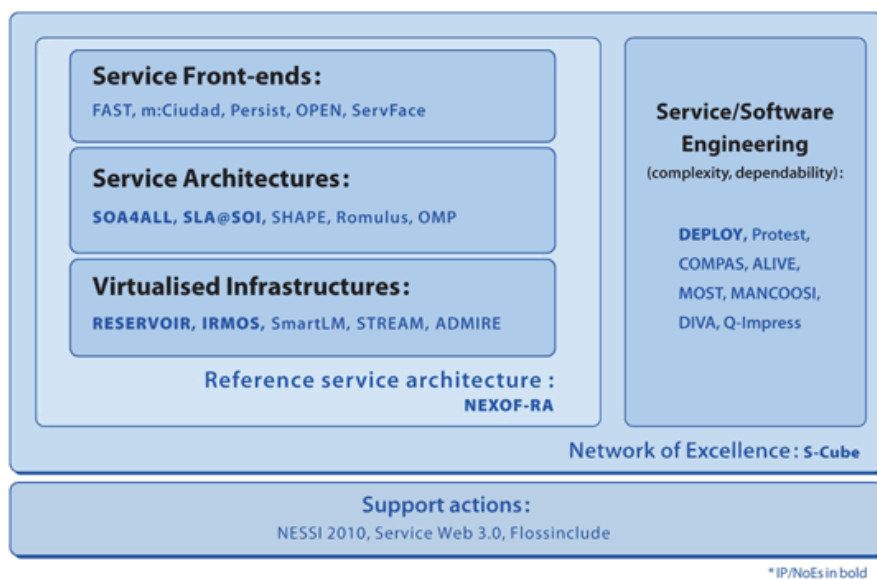 Service Front-ends:
FAST, m:Ciudad, Persist, OPEN, ServFace
Service Architectures:
SOA4ALL, SLA@SOI, SHAPE, Romulus, OMP
Virtualised Infrastructures:
RESERVOIR, IRMOS, SmartLM, STREAM, ADMIRE
Reference service architecture :
NEXOF-RA
Service/Software
Engineering
(complexity, dependability):
DEPLOY, Protest,
COMPAS, ALIVE,
MOST, MANCOOSI,
DIVA, Q-Impress
Network of Excellence: S-Cube
Support actions:
NESSI 2010, Service Web 3.0, Flossinclude
* IP/NoEs in bold